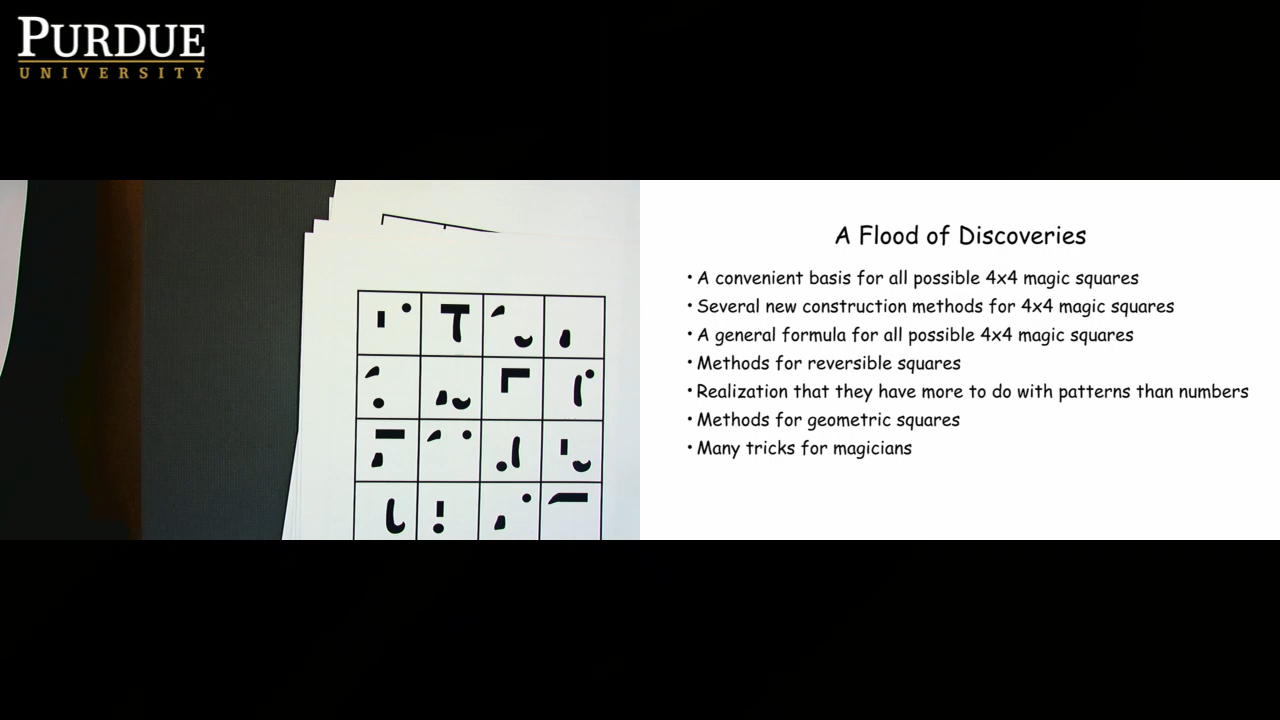 PURDUE
UNIVERSITY
A Flood of Discoveries
• A convenient basis for all possible 4x4 magic squares
• Several new construction methods for 4x4 magic squares
• A general formula for all possible 4x4 magic squares
• Methods for reversible squares
• Realization that they have more to do with patterns than numbers
• Methods for geometric squares
• Many tricks for magicians